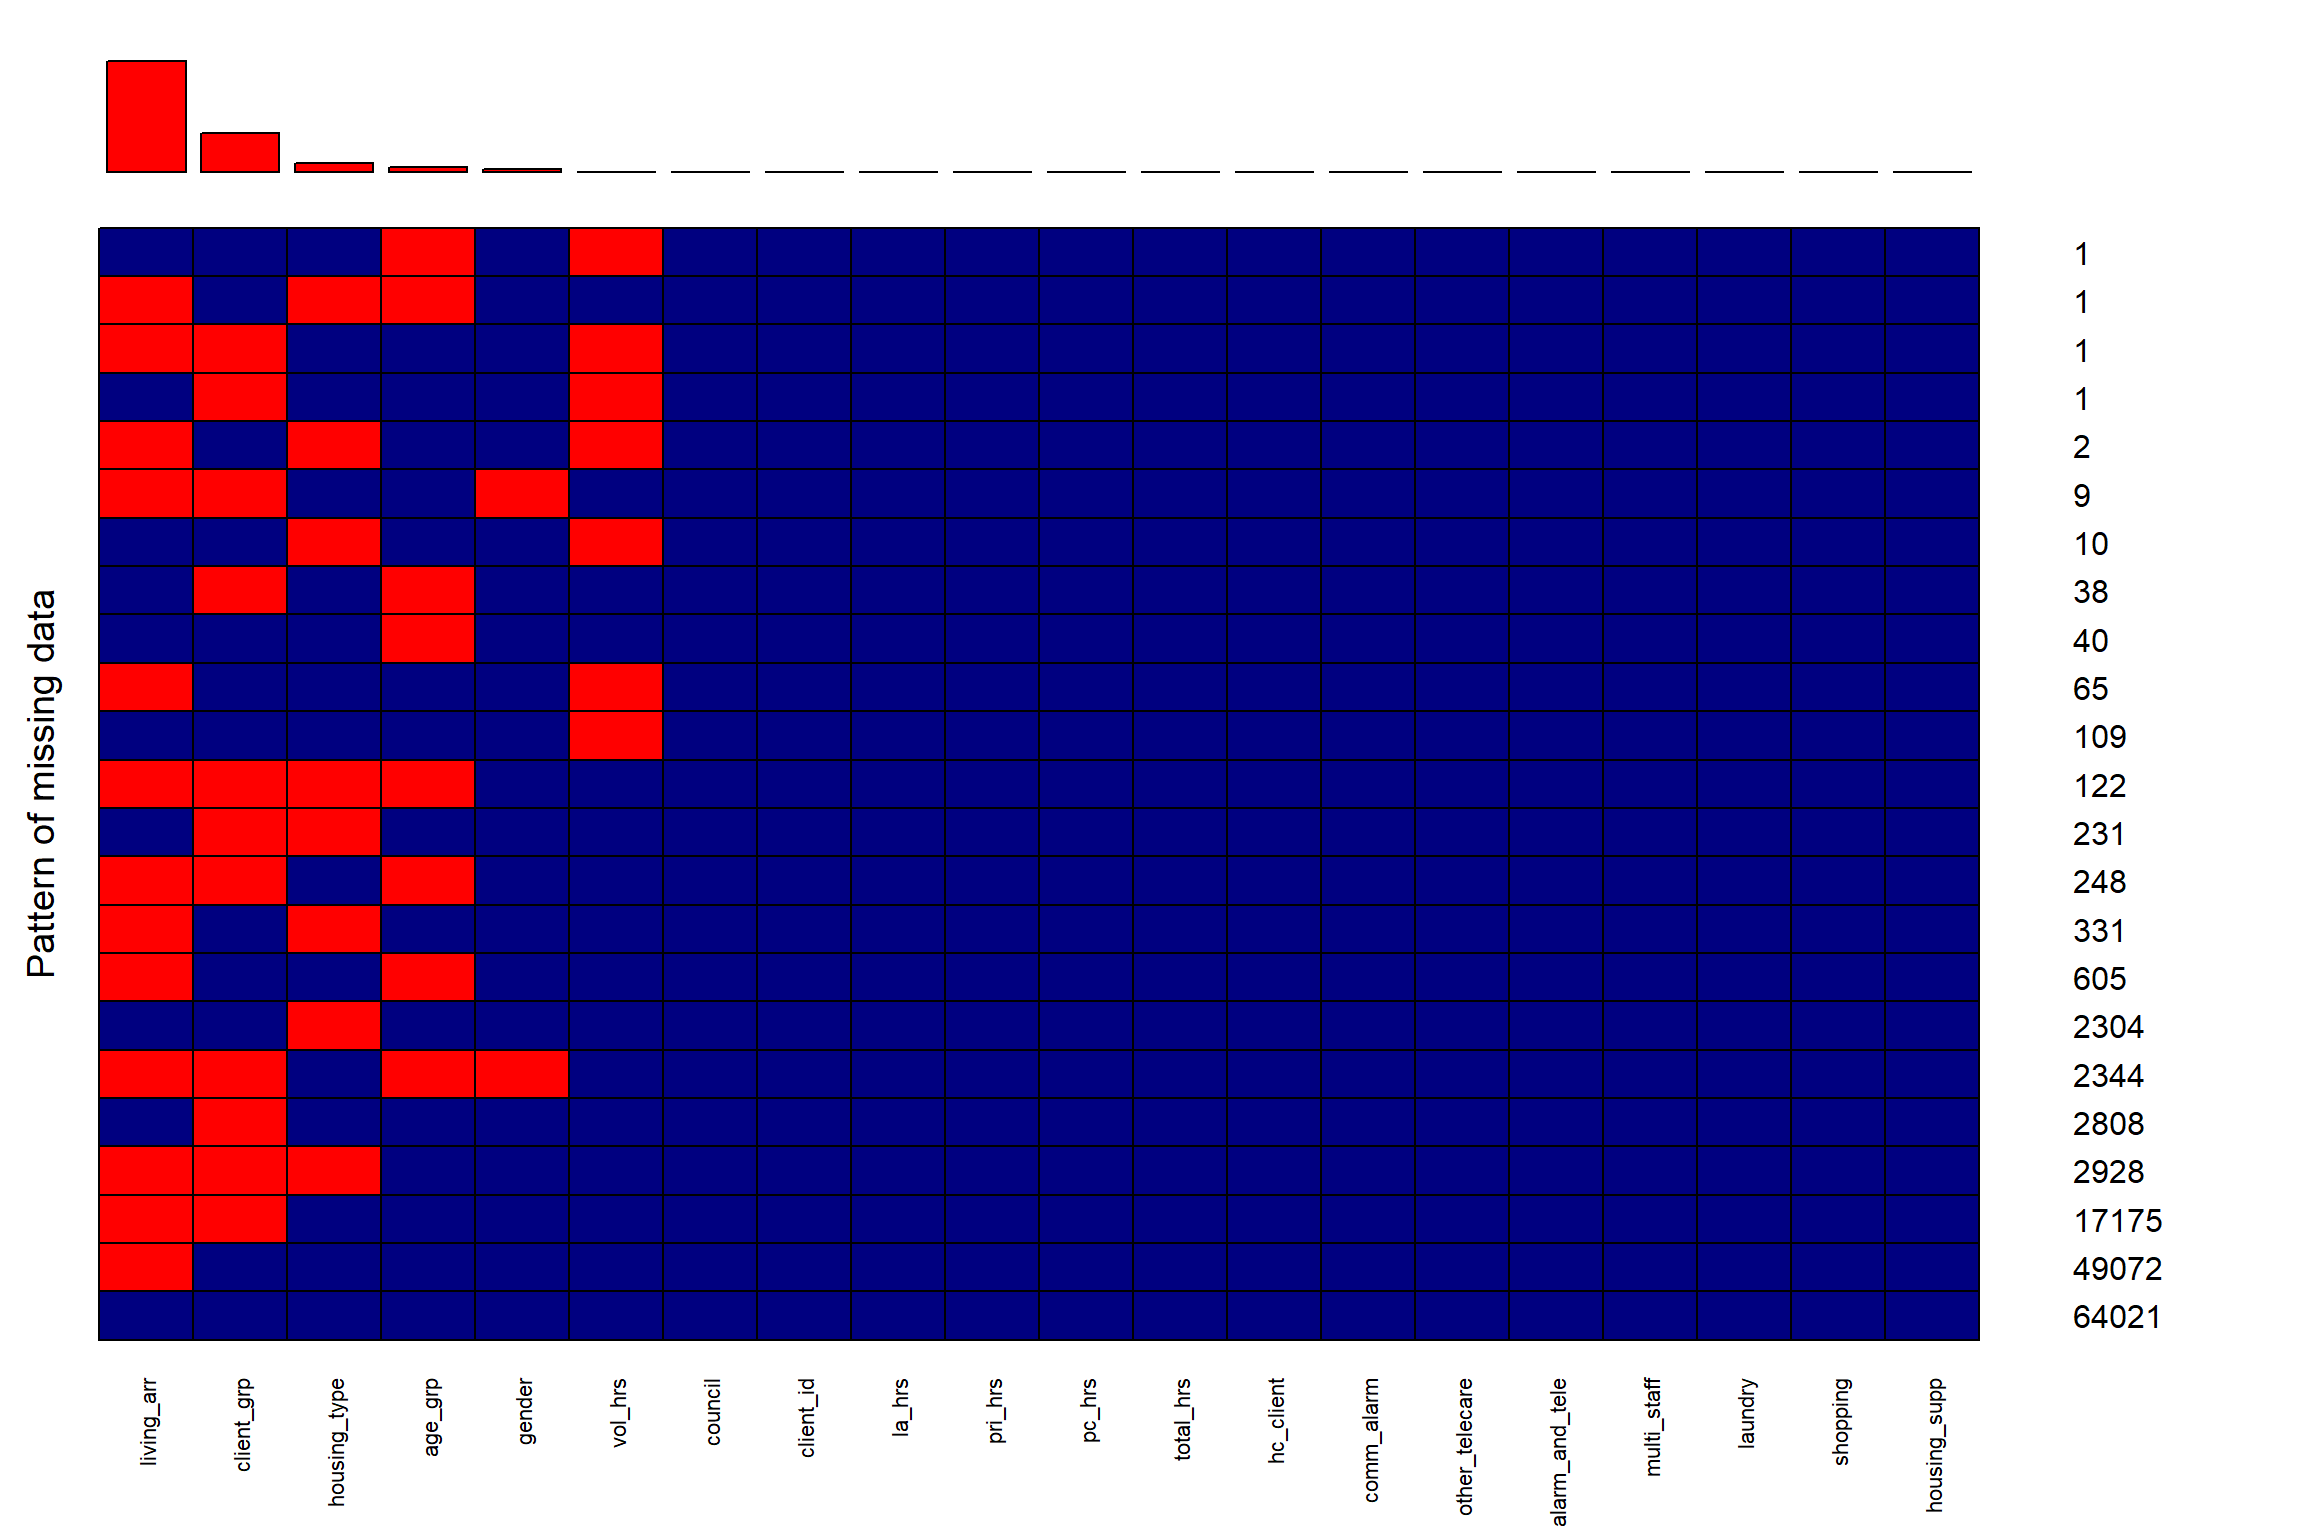 Pattern of missing data
1
1
1
1
2
9
10
38
40
65
109
122
231
248
331
605
2304
2344
2808
2928
17175
49072
64021
living_arr
client_grp
housing_type
age_grp
gender
vol_hrs
council
client_id
la_hrs
pri_hrs
pc_hrs
total_hrs
hc_client
comm_alarm
other_telecare
alarm_and_tele
multi_staff
laundry
shopping
housing_supp